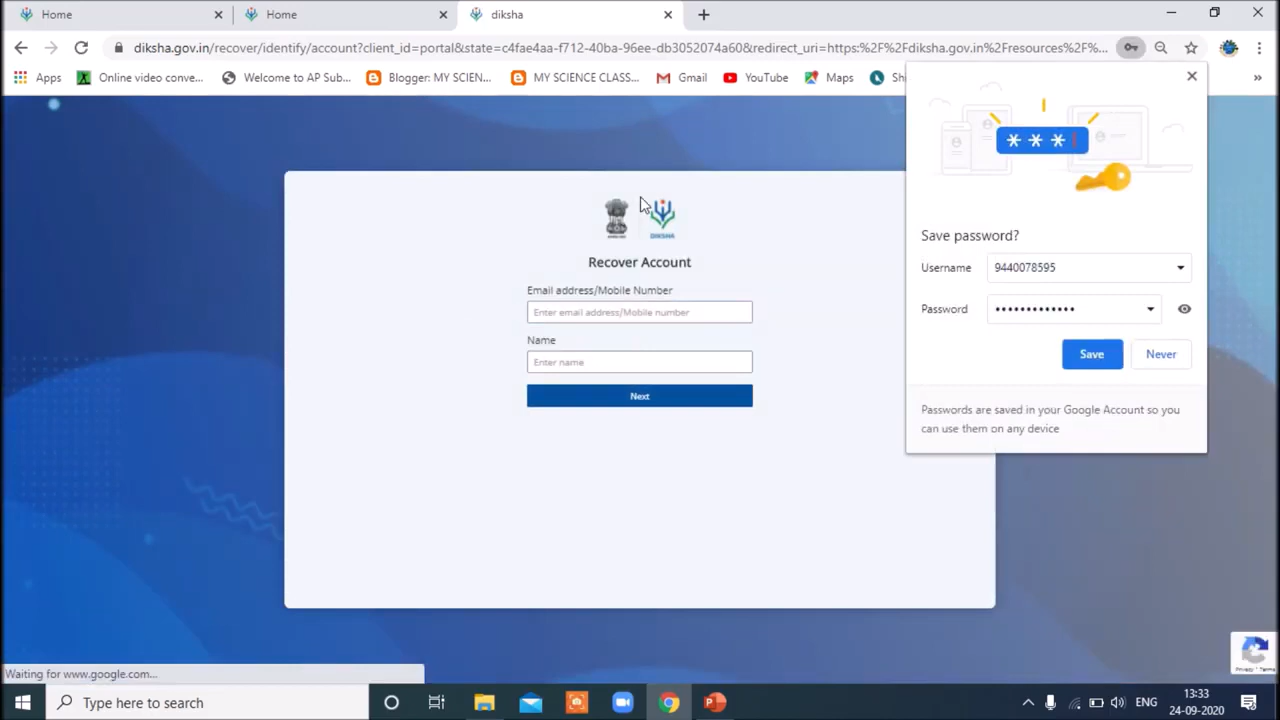 Home
Home
diksha
diksha.gov.in/recover/identify/account?client_id=portal&state=c4fae4aa-f712-40ba-96ee-db3052074a60&redirect_uri=https:%2F%2Fdiksha.gov.in%2Fresources%2F%...
Apps
Online video conve...
Welcome to AP Sub...
Blogger: MY SCIEN...
MY SCIENCE CLASS...
Gmail
YouTube
Maps
Shi
»
* * *
Save password?
Username 9440078595
Password •••••••••••••
Save Never
Passwords are saved in your Google Account so you
can use them on any device
DIKSHA
Recover Account
Email address/Mobile Number
Enter email address/Mobile number
Name
Enter name
Next
Privacy - Terms
Waiting for www.google.com...
Type here to search
ENG
13:33
24-09-2020